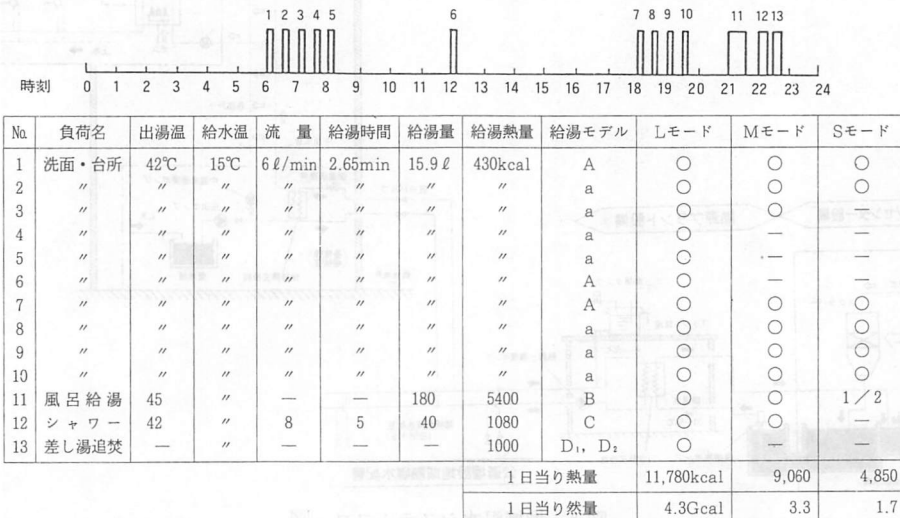 1 2 3 4 5 6 7 8 9 10 11 12 13
時刻 0 1 2 3 4 5 6 7 8 9 10 11 12 13 14 15 16 17 18 19 20 21 22 23 24
No. 負荷名 出湯温 給水温 流量 給湯時間 給湯量 給湯熱量 給湯モデル Lモード Mモード Sモード
1 洗面・台所 42℃ 15℃ 6ℓ/min 2.65min 15.9ℓ 430kcal A ○ ○ ○
2 〃 〃 〃 〃 〃 〃 〃 a ○ ○ ○
3 〃 〃 〃 〃 〃 〃 〃 a ○ ○ —
4 〃 〃 〃 〃 〃 〃 〃 a ○ — —
5 〃 〃 〃 〃 〃 〃 〃 a ○ — —
6 〃 〃 〃 〃 〃 〃 〃 A ○ — —
7 〃 〃 〃 〃 〃 〃 〃 A ○ ○ ○
8 〃 〃 〃 〃 〃 〃 〃 a ○ ○ ○
9 〃 〃 〃 〃 〃 〃 〃 a ○ ○ ○
10 〃 〃 〃 〃 〃 〃 〃 a ○ ○ ○
11 風呂給湯 45 〃 — — 180 5400 B ○ ○ 1/2
12 シャワー 42 〃 8 5 40 1080 C ○ ○ —
13 差し湯追焚 — 〃 — — — 1000 D₁, D₂ ○ — —
1日当り熱量 11,780kcal 9,060 4,850
1日当り然量 4.3Gcal 3.3 1.7